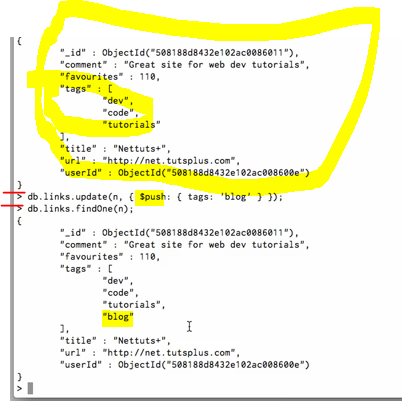 {
"_id" : ObjectId("508188d8432e102ac0086011"),
"comment" : "Great site for web dev tutorials",
"favourites" : 110,
"tags" : [
"dev",
"code",
"tutorials"
],
"title" : "Nettuts+",
"url" : "http://net.tutsplus.com",
"userId" : ObjectId("508188d8432e102ac008600e")
}
> db.links.update(n, { $push: { tags: 'blog' } });
> db.links.findOne(n);
{
"_id" : ObjectId("508188d8432e102ac0086011"),
"comment" : "Great site for web dev tutorials",
"favourites" : 110,
"tags" : [
"dev",
"code",
"tutorials",
"blog"
],
"title" : "Nettuts+",
"url" : "http://net.tutsplus.com",
"userId" : ObjectId("508188d8432e102ac008600e")
}
>